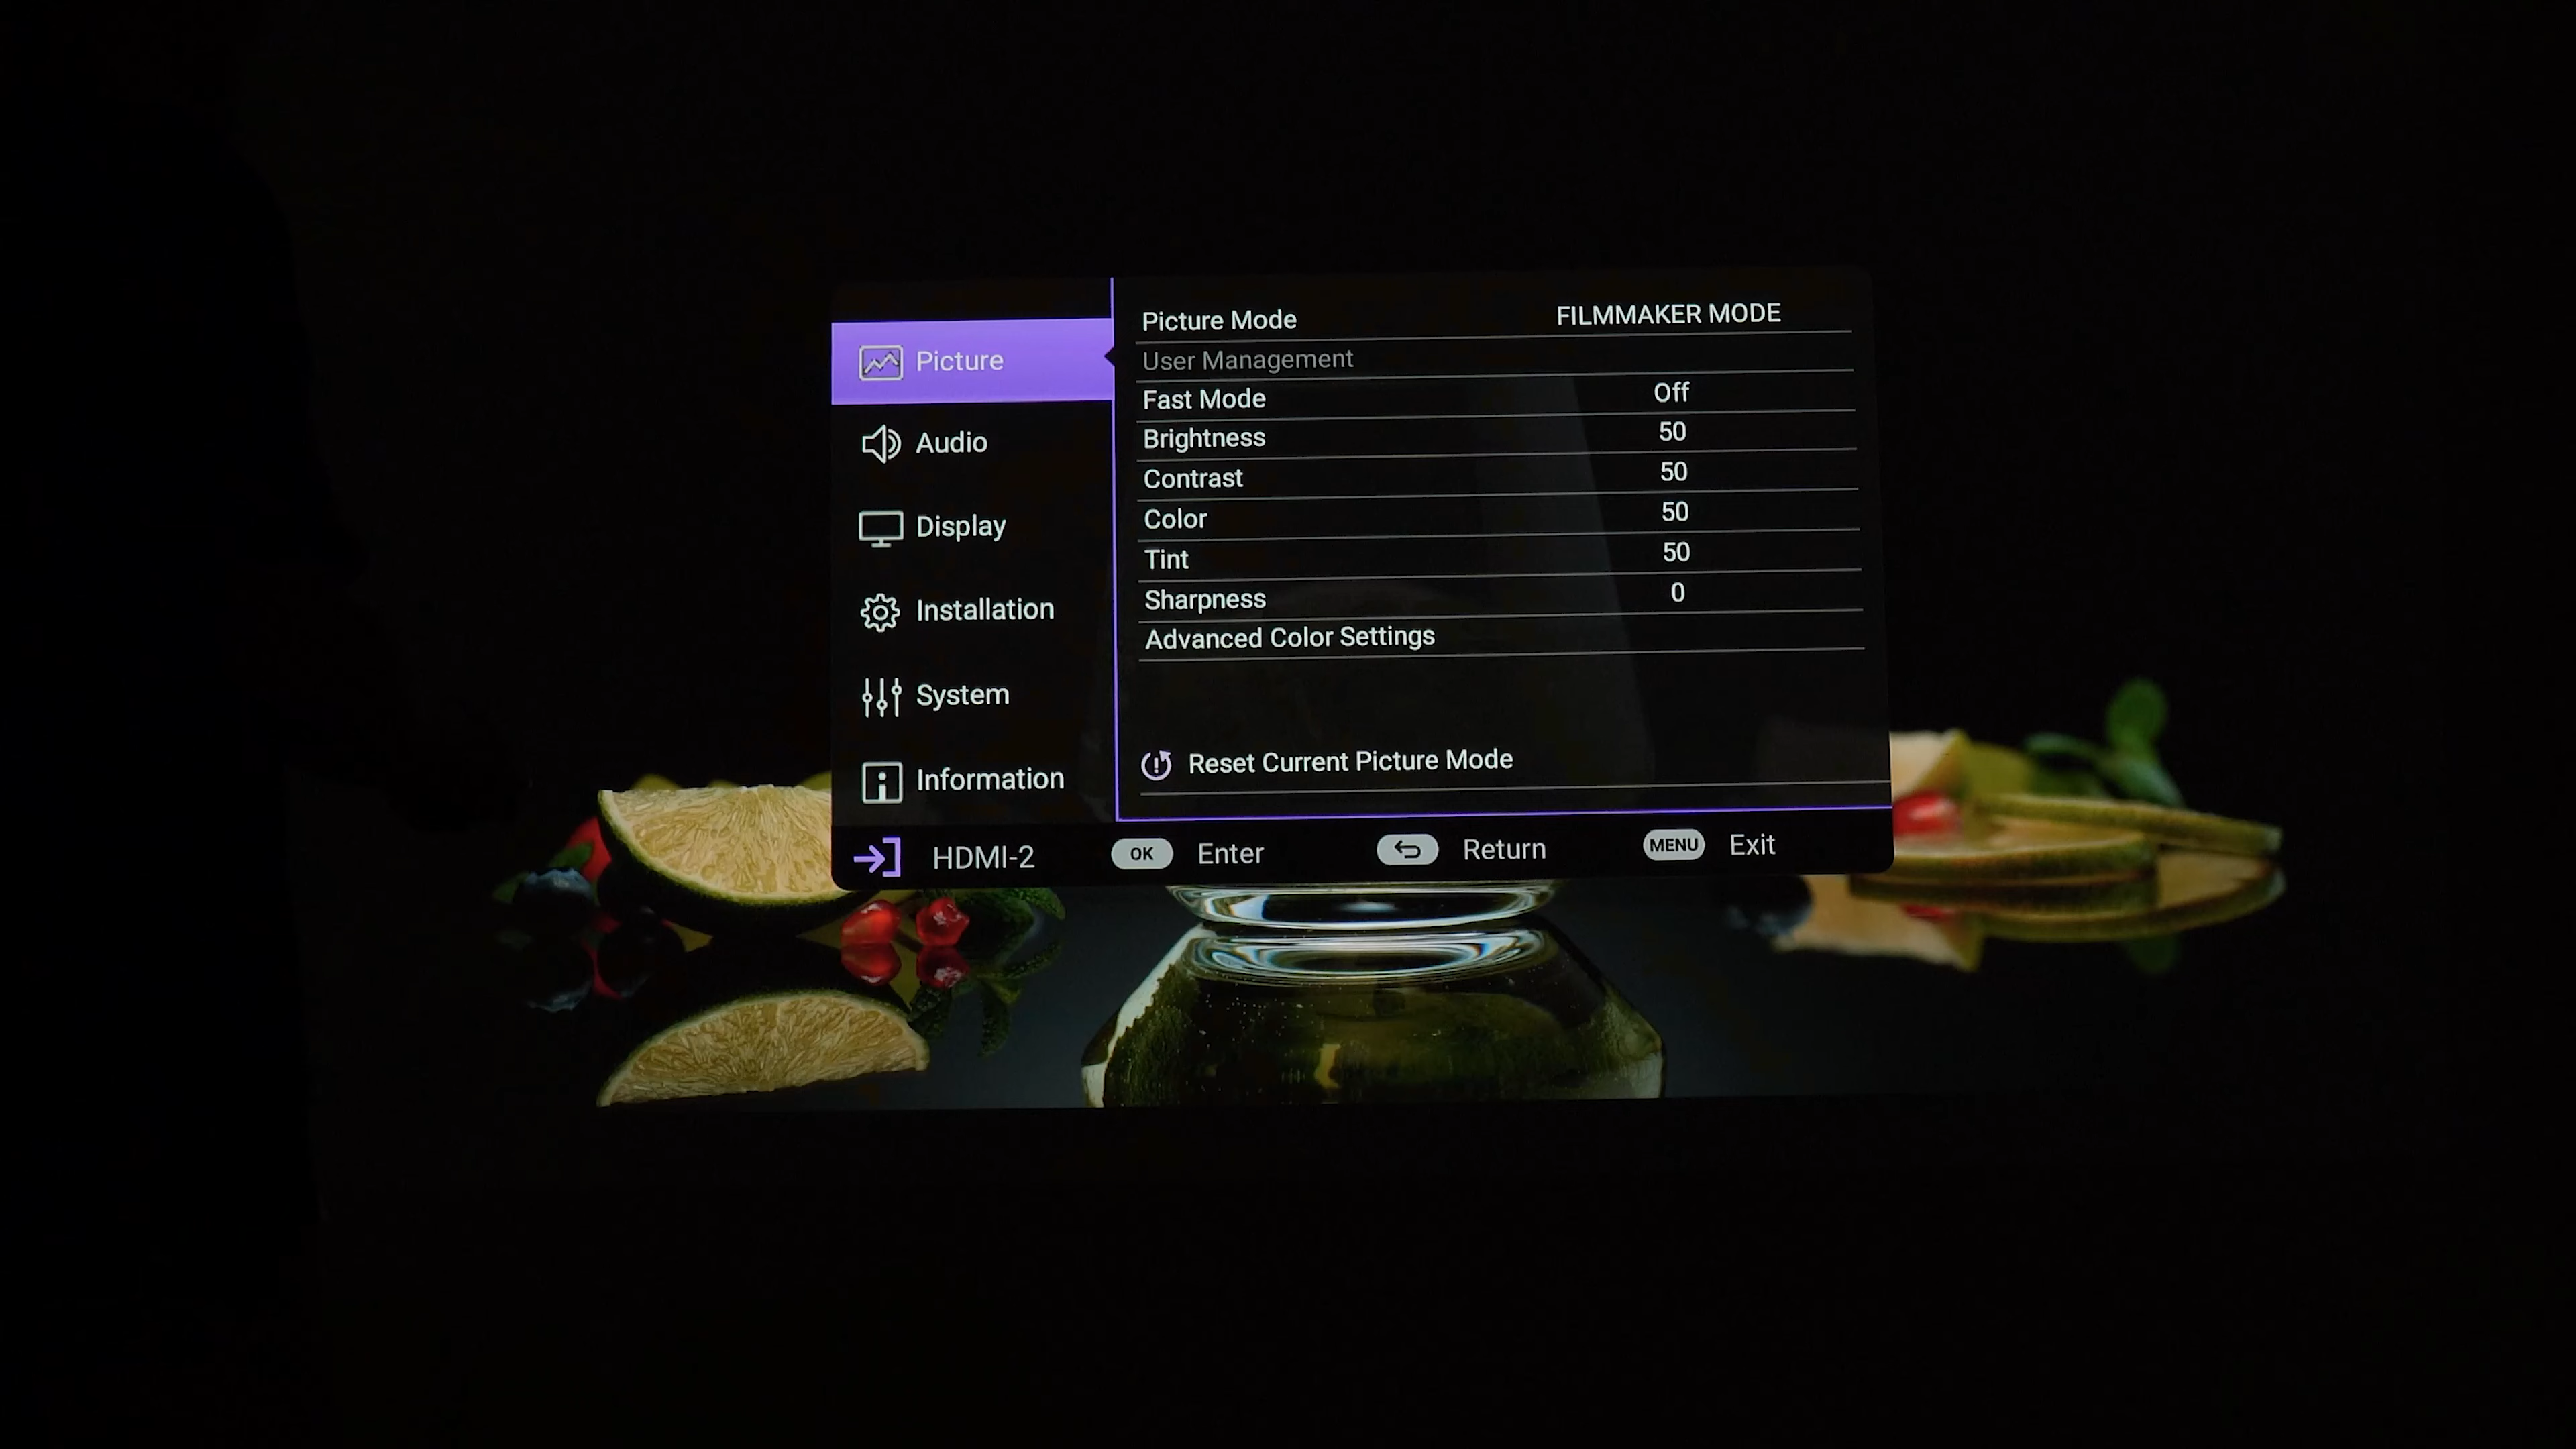 Picture
Audio
Display
Installation
System
Information
Picture Mode FILMMAKER MODE
User Management
Fast Mode Off
Brightness 50
Contrast 50
Color 50
Tint 50
Sharpness 0
Advanced Color Settings
Reset Current Picture Mode
HDMI-2 OK Enter Return MENU Exit